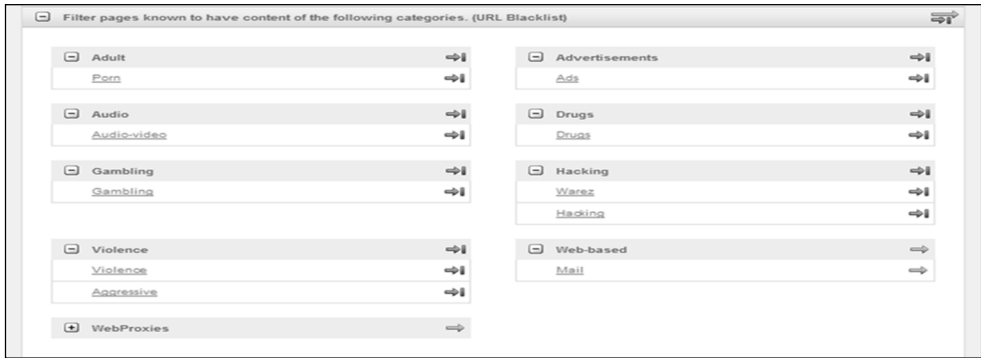 Filter pages known to have content of the following categories. (URL Blacklist)
Adult
Porn
Advertisements
Ads
Audio
Audio-video
Drugs
Drugs
Gambling
Gambling
Hacking
Warez
Hacking
Violence
Violence
Aggressive
Web-based
Mail
WebProxies